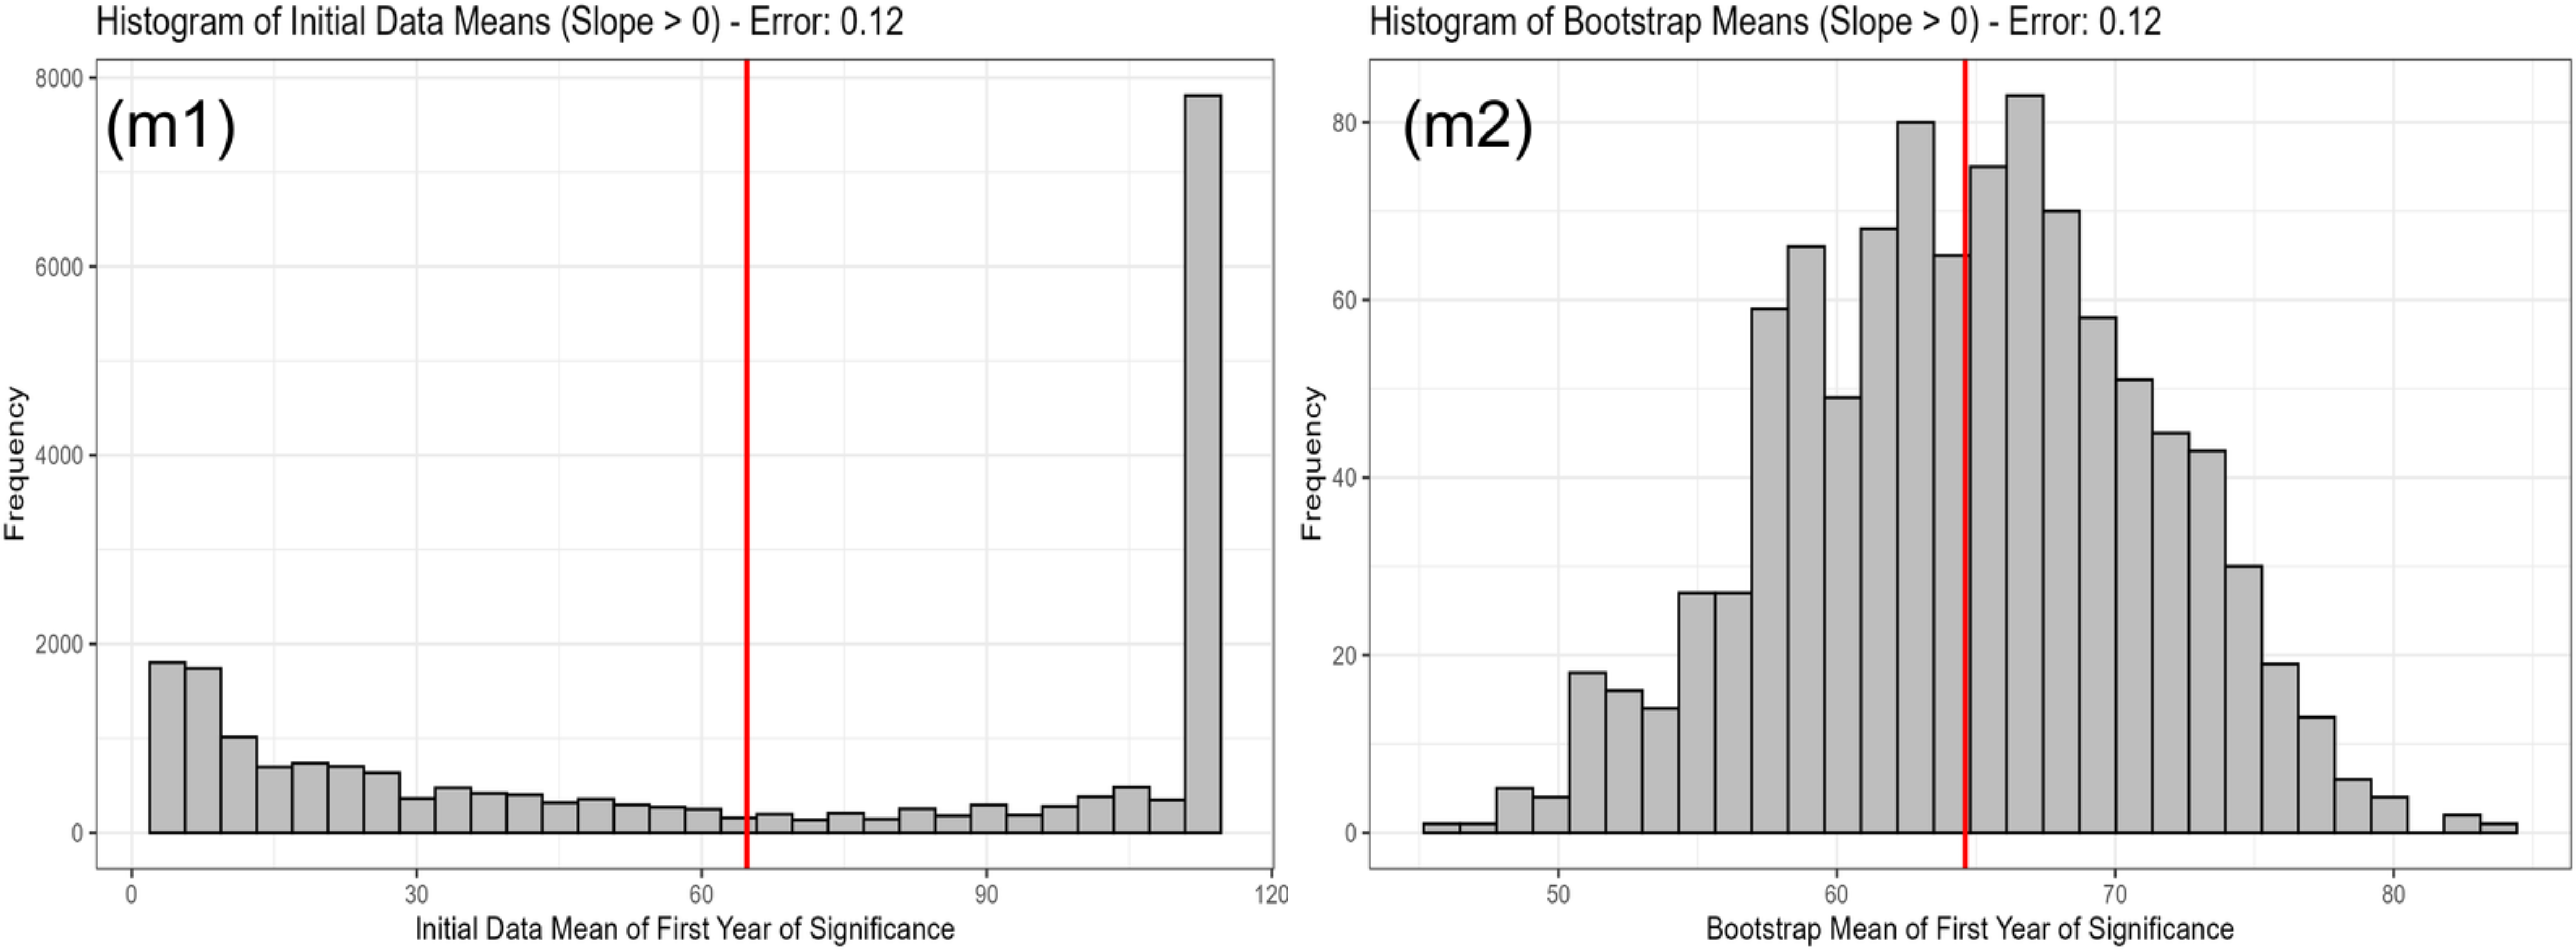 Histogram of Initial Data Means (Slope > 0) - Error: 0.12
(m1)
Frequency
8000
6000
4000
2000
0
0 30 60 90 120
Initial Data Mean of First Year of Significance
Histogram of Bootstrap Means (Slope > 0) - Error: 0.12
(m2)
Frequency
80
60
40
20
0
50 60 70 80
Bootstrap Mean of First Year of Significance